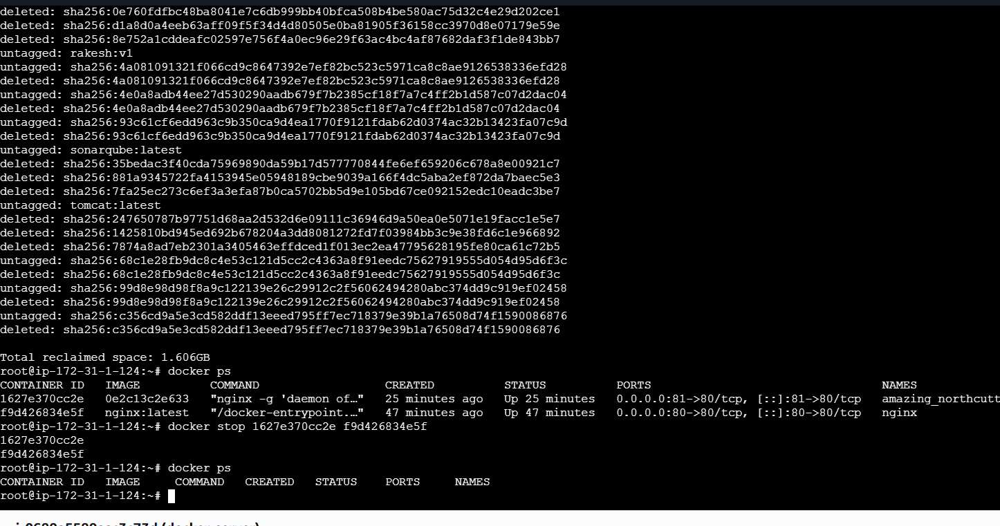 deleted: sha256:0e760fdfbc48ba8041e7c6db999bb40bfca508b4be580ac75d32c4e29d202ce1
deleted: sha256:d1a8d0a4eeb63aff09f5f34d4d80505e0ba81905f36158cc3970d8e07179e59e
deleted: sha256:8e752a1cddeafc02597e756f4a0ec96e29f63ac4bc4af87682daf3f1de843bb7
untagged: rakesh:v1
untagged: sha256:4a081091321f066cd9c8647392e7ef82bc523c5971ca8c8ae9126538336efd28
deleted: sha256:4a081091321f066cd9c8647392e7ef82bc523c5971ca8c8ae9126538336efd28
untagged: sha256:4e0a8adb44ee27d530290aadb679f7b2385cf18f7a7c4ff2b1d587c07d2dac04
deleted: sha256:4e0a8adb44ee27d530290aadb679f7b2385cf18f7a7c4ff2b1d587c07d2dac04
untagged: sha256:93c61cf6edd963c9b350ca9d4ea1770f9121fdab62d0374ac32b13423fa07c9d
deleted: sha256:93c61cf6edd963c9b350ca9d4ea1770f9121fdab62d0374ac32b13423fa07c9d
untagged: sonarqube:latest
deleted: sha256:35bedac3f40cda75969890da59b17d577770844fe6ef659206c678a8e00921c7
deleted: sha256:881a9345722fa4153945e05948189cbe9039a166f4dc5aba2ef872da7baec5e3
deleted: sha256:7fa25ec273c6ef3a3efa87b0ca5702bb5d9e105bd67ce092152edc10eadc3be7
untagged: tomcat:latest
deleted: sha256:247650787b97751d68aa2d532d6e09111c36946d9a50ea0e5071e19facc1e5e7
deleted: sha256:1425810bd945ed692b678204a3dd8081272fd7f03984bb3c9e38fd6c1e966892
deleted: sha256:7874a8ad7eb2301a3405463effdced1f013ec2ea47795628195fe80ca61c72b5
untagged: sha256:68c1e28fb9dc8c4e53c121d5cc2c4363a8f91eedc75627919555d054d95d6f3c
deleted: sha256:68c1e28fb9dc8c4e53c121d5cc2c4363a8f91eedc75627919555d054d95d6f3c
untagged: sha256:99d8e98d98f8a9c122139e26c29912c2f56062494280abc374dd9c919ef02458
deleted: sha256:99d8e98d98f8a9c122139e26c29912c2f56062494280abc374dd9c919ef02458
untagged: sha256:c356cd9a5e3cd582ddf13eeed795ff7ec718379e39b1a76508d74f1590086876
deleted: sha256:c356cd9a5e3cd582ddf13eeed795ff7ec718379e39b1a76508d74f1590086876
Total reclaimed space: 1.606GB
root@ip-172-31-1-124:~# docker ps
CONTAINER ID   IMAGE          COMMAND                  CREATED          STATUS          PORTS                                 NAMES
1627e370cc2e   0e2c13c2e633   "nginx -g 'daemon of…"   25 minutes ago   Up 25 minutes   0.0.0.0:81->80/tcp, [::]:81->80/tcp   amazing_northcutt
f9d426834e5f   nginx:latest   "/docker-entrypoint.…"   47 minutes ago   Up 47 minutes   0.0.0.0:80->80/tcp, [::]:80->80/tcp   nginx
root@ip-172-31-1-124:~# docker stop 1627e370cc2e f9d426834e5f
1627e370cc2e
f9d426834e5f
root@ip-172-31-1-124:~# docker ps
CONTAINER ID   IMAGE     COMMAND   CREATED   STATUS    PORTS     NAMES
root@ip-172-31-1-124:~#